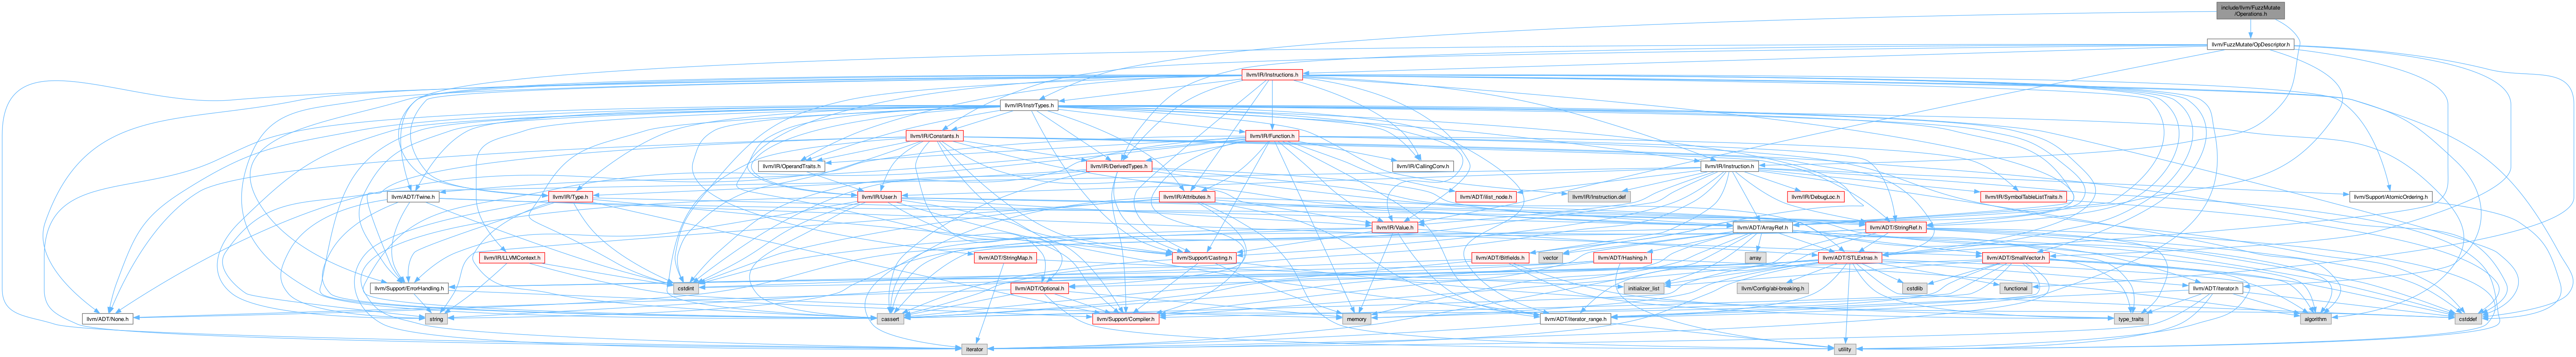 include/llvm/FuzzMutate
/Operations.h
llvm/FuzzMutate/OpDescriptor.h
llvm/IR/Instructions.h
llvm/IR/InstrTypes.h
llvm/IR/Constants.h
llvm/IR/Function.h
llvm/IR/OperandTraits.h
llvm/IR/DerivedTypes.h
llvm/IR/CallingConv.h
llvm/IR/Instruction.h
llvm/ADT/Twine.h
llvm/IR/Type.h
llvm/IR/User.h
llvm/IR/Attributes.h
llvm/ADT/ilist_node.h
llvm/IR/Instruction.def
llvm/IR/DebugLoc.h
llvm/IR/SymbolTableListTraits.h
llvm/Support/AtomicOrdering.h
llvm/IR/Value.h
llvm/ADT/ArrayRef.h
llvm/ADT/StringRef.h
llvm/IR/LLVMContext.h
llvm/ADT/StringMap.h
llvm/Support/Casting.h
llvm/ADT/Bitfields.h
vector
llvm/ADT/Hashing.h
array
llvm/ADT/STLExtras.h
llvm/ADT/SmallVector.h
llvm/Support/ErrorHandling.h
cstdint
llvm/ADT/Optional.h
initializer_list
llvm/Config/abi-breaking.h
cstdlib
functional
llvm/ADT/iterator.h
llvm/ADT/None.h
string
cassert
llvm/Support/Compiler.h
memory
llvm/ADT/iterator_range.h
type_traits
algorithm
cstddef
iterator
utility